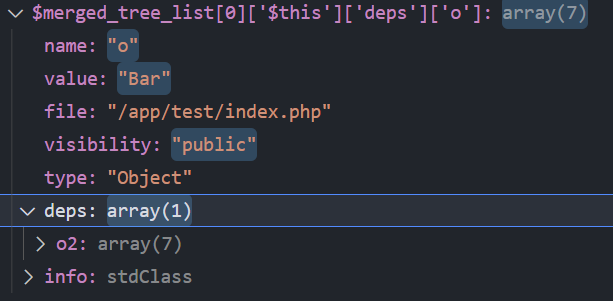 $merged_tree_list[0]['$this']['deps']['o']: array(7)
name: "o"
value: "Bar"
file: "/app/test/index.php"
visibility: "public"
type: "Object"
deps: array(1)
o2: array(7)
info: stdClass